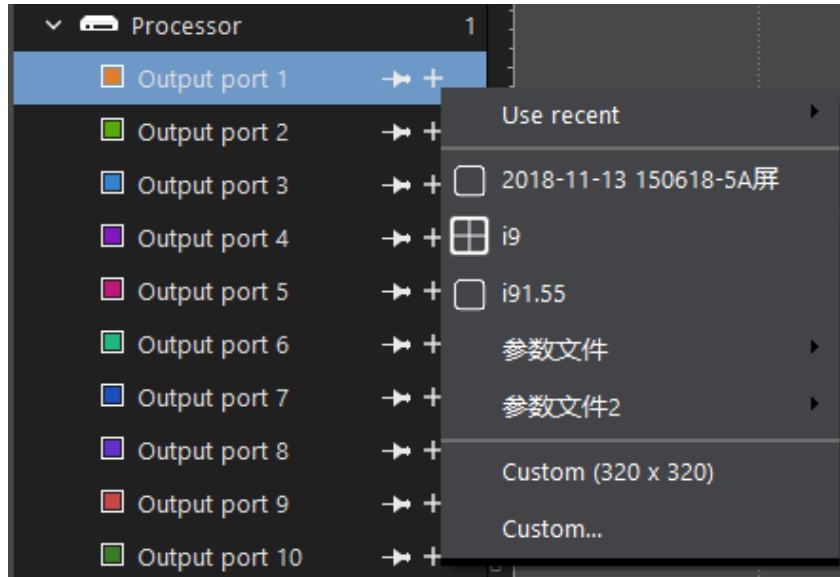 Processor 1
Output port 1
Output port 2
Output port 3
Output port 4
Output port 5
Output port 6
Output port 7
Output port 8
Output port 9
Output port 10
Use recent
2018-11-13 150618-5A屏
i9
i91.55
参数文件
参数文件2
Custom (320 x 320)
Custom...